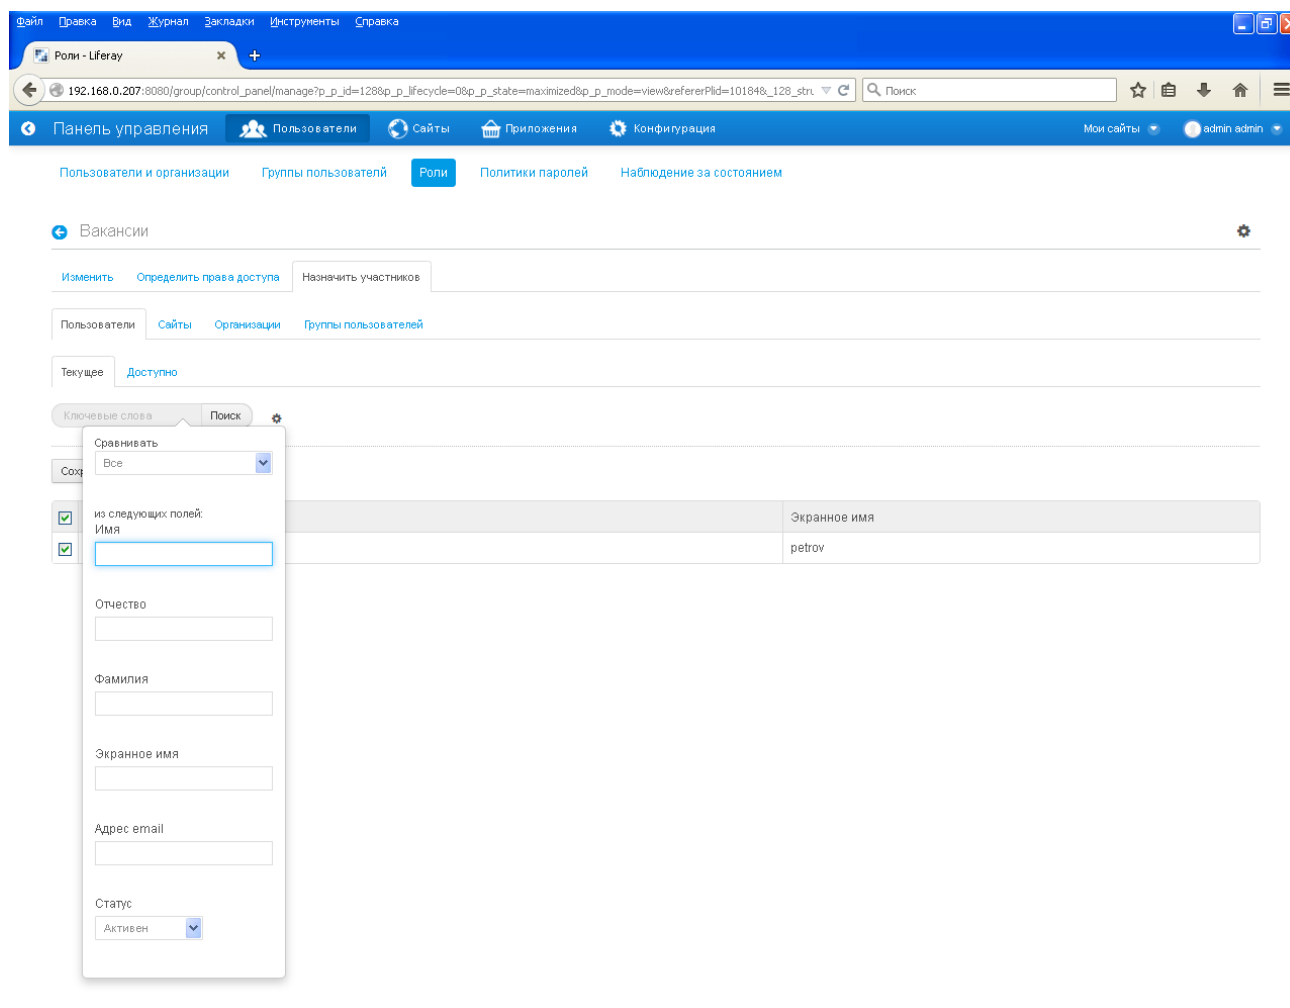 Файл Правка Вид Журнал Закладки Инструменты Справка
Роли - Liferay
192.168.0.207:8080/group/control_panel/manage?p_p_id=128&p_p_lifecycle=0&p_p_state=maximized&p_p_mode=view&refererPlid=10184&_128_stru Поиск
Панель управления Пользователи Сайты Приложения Конфигурация Мои сайты admin admin
Пользователи и организации Группы пользователй Роли Политики паролей Наблюдение за состоянием
Вакансии
Изменить Определить права доступа Назначить участников
Пользователи Сайты Организации Группы пользователей
Текущее Доступно
Ключевые слова Поиск
Сравнивать
Все
Сохр
из следующих полей:
Имя
Экранное имя
petrov
Отчество
Фамилия
Экранное имя
Адрес email
Статус
Активен